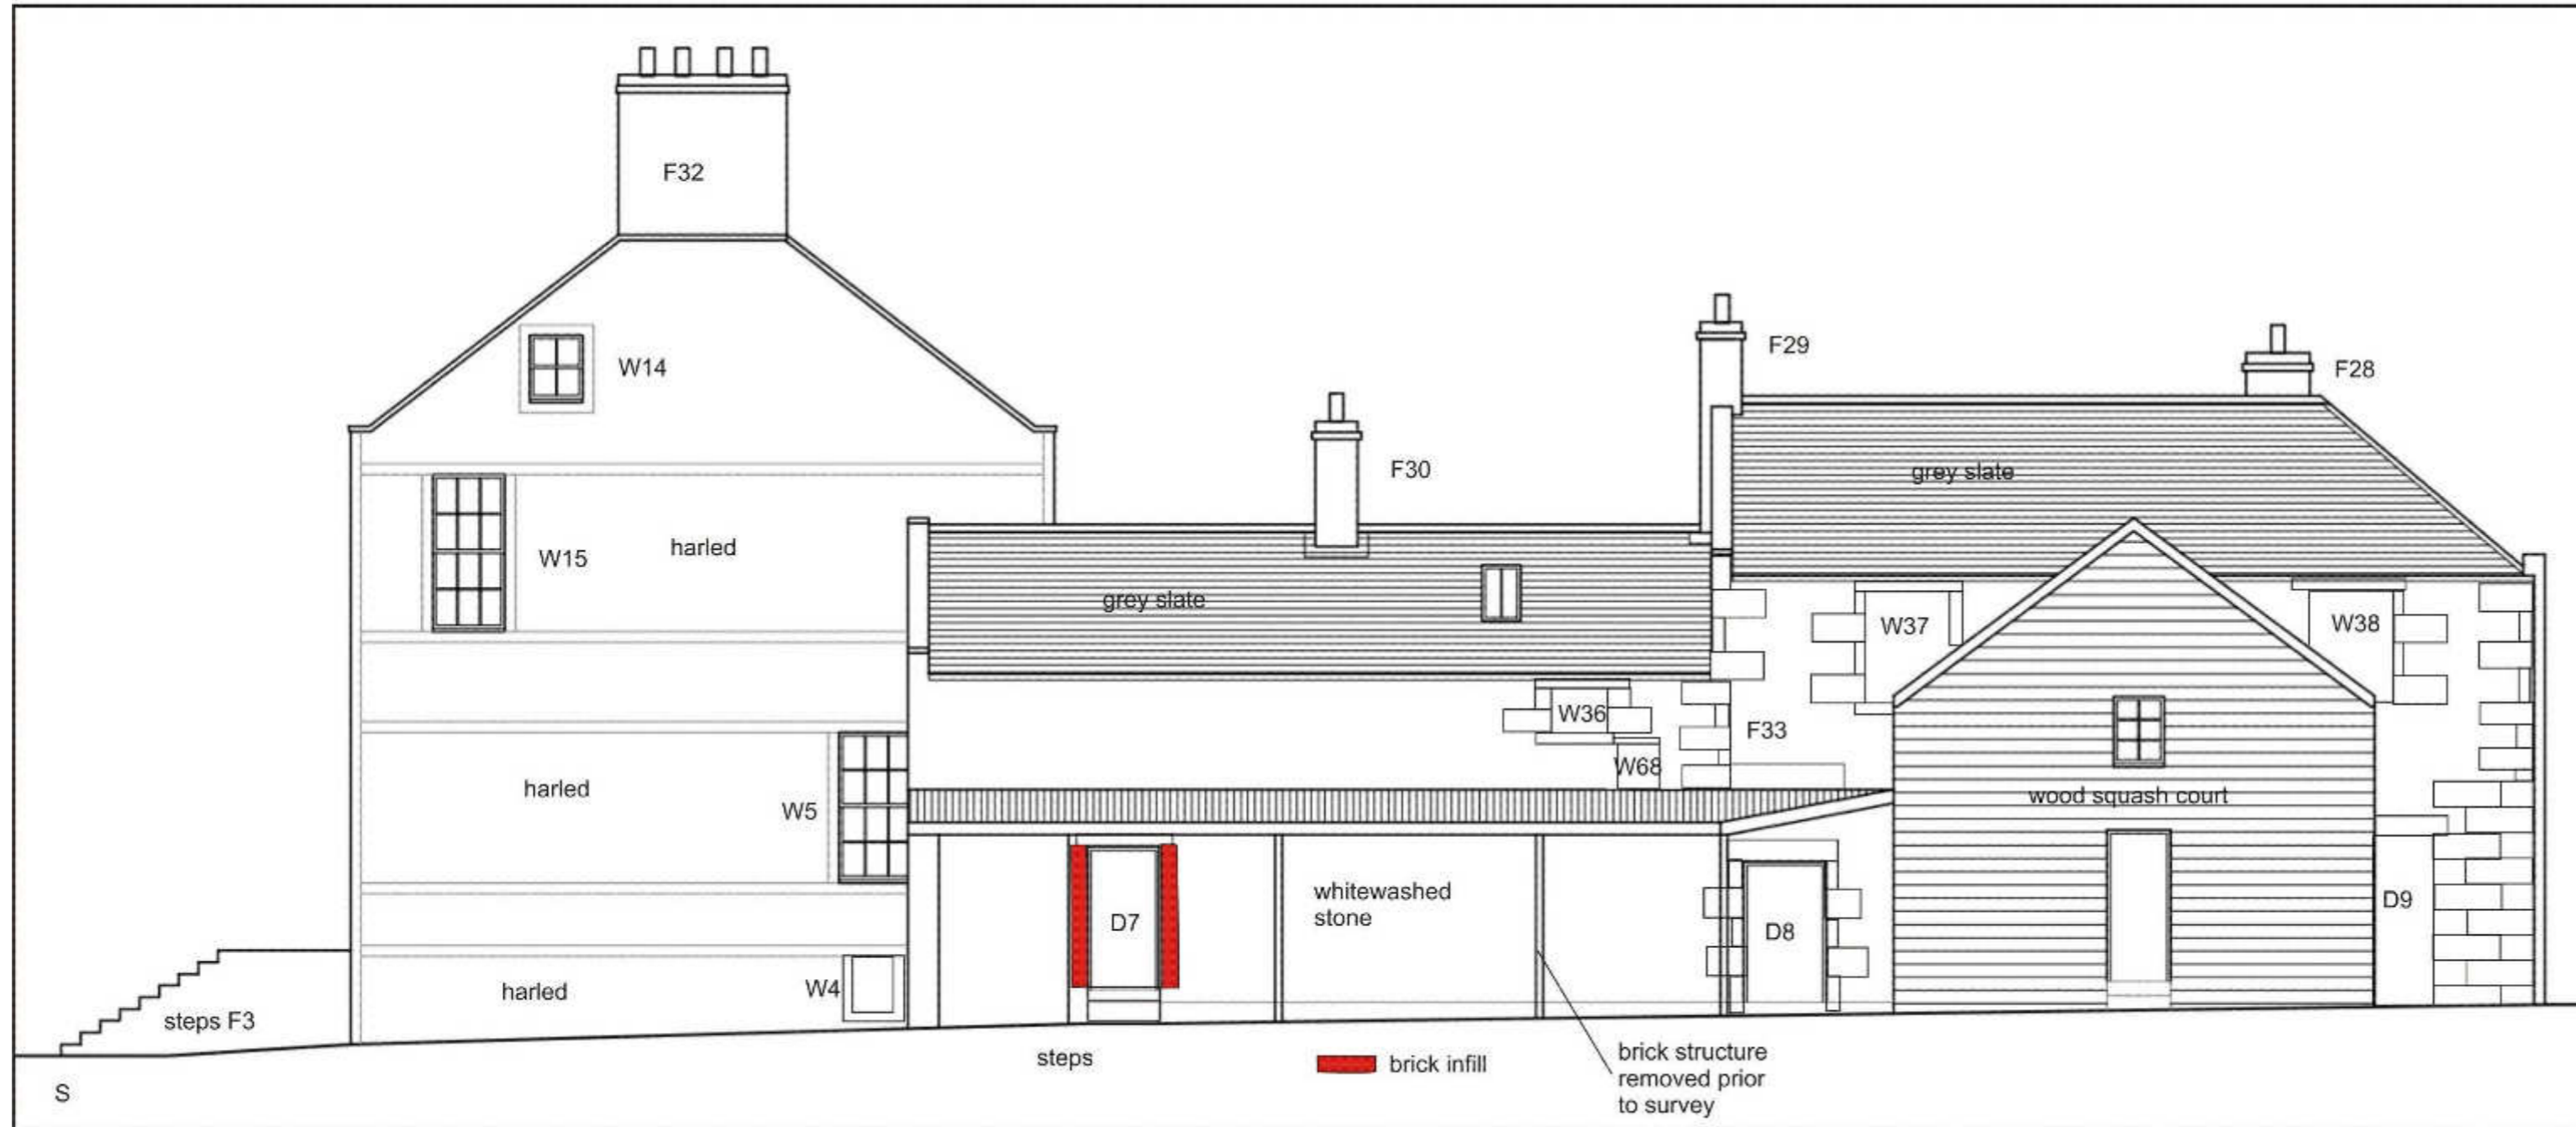 F32
W14
F29
F28
F30
grey slate
W15
harled
grey slate
W37
W38
W36
F33
W68
harled
W5
wood squash court
whitewashed
stone
D7
D8
D9
harled
W4
steps F3
steps
brick infill
brick structure
removed prior
to survey
S